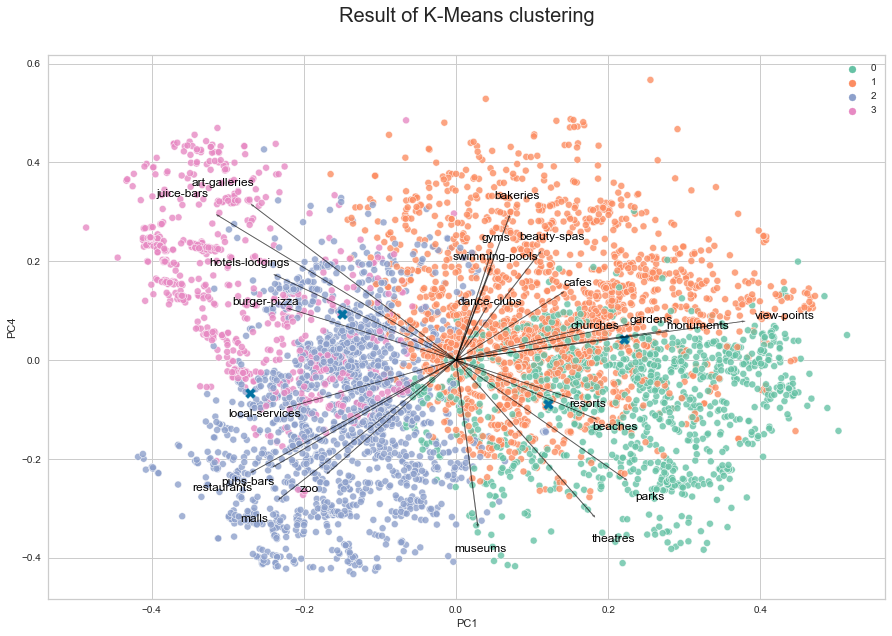 Result of K-Means clustering
0.6
0
1
2
3
0.4
art-galleries
juice-bars
bakeries
gyms
beauty-spas
0.2
hotels-lodgings
swimming-pools
cafes
burger-pizza
dance-clubs
churches
gardens
monuments
view-points
PC4
0.0
local-services
resorts
beaches
−0.2
pubs-bars
restaurants
zoo
parks
malls
theatres
museums
−0.4
−0.4
−0.2
0.0
0.2
0.4
PC1